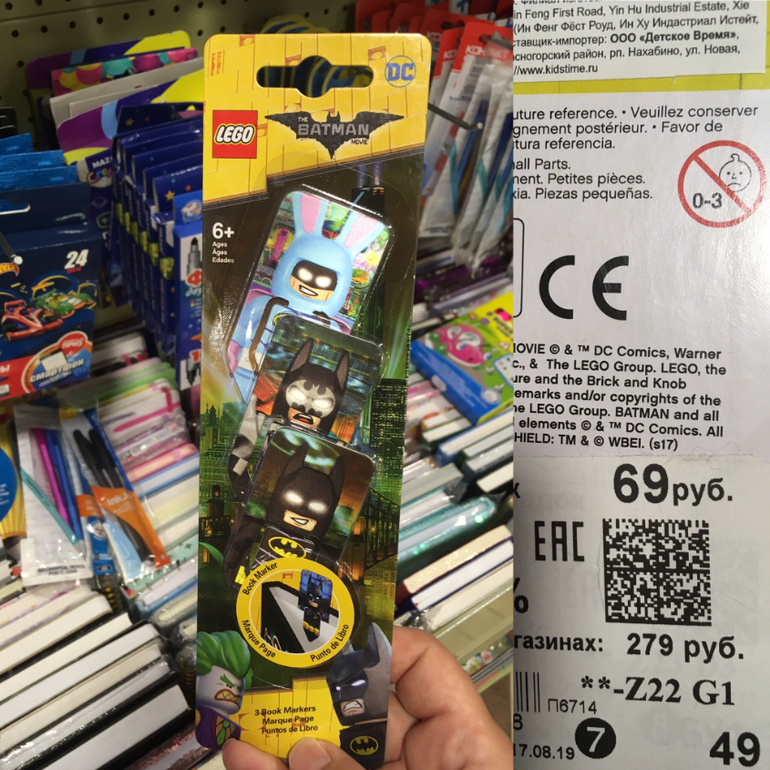 LEGO
THE
BATMAN
MOVIE
DC
6+
Ages
Âges
Edades
24
Book Marker
Marque Page
Punto de Libro
3 Book Markers
Marque Page
Puntos de Libro
in Feng First Road, Yin Hu Industrial Estate, Xie
(Ин Фенг Фёст Роуд, Ин Ху Индастриал Истейт,
ставщик-импортер: ООО «Детское Время»,
сногорский район, рп. Нахабино, ул. Новая,
//www.kidstime.ru
uture reference. • Veuillez conserver
gnement postérieur. • Favor de
tura referencia.
all Parts.
ent. Petites pièces.
xia. Piezas pequeñas.
0-3
CE
MOVIE © & ™ DC Comics, Warner
c., & The LEGO Group. LEGO, the
ure and the Brick and Knob
emarks and/or copyrights of the
he LEGO Group. BATMAN and all
elements © & ™ DC Comics. All
SHIELD: TM & © WBEI. (s17)
69руб.
EAC
%
газинах: 279 руб.
**-Z22 G1
П6714
8
17.08.19 7
49